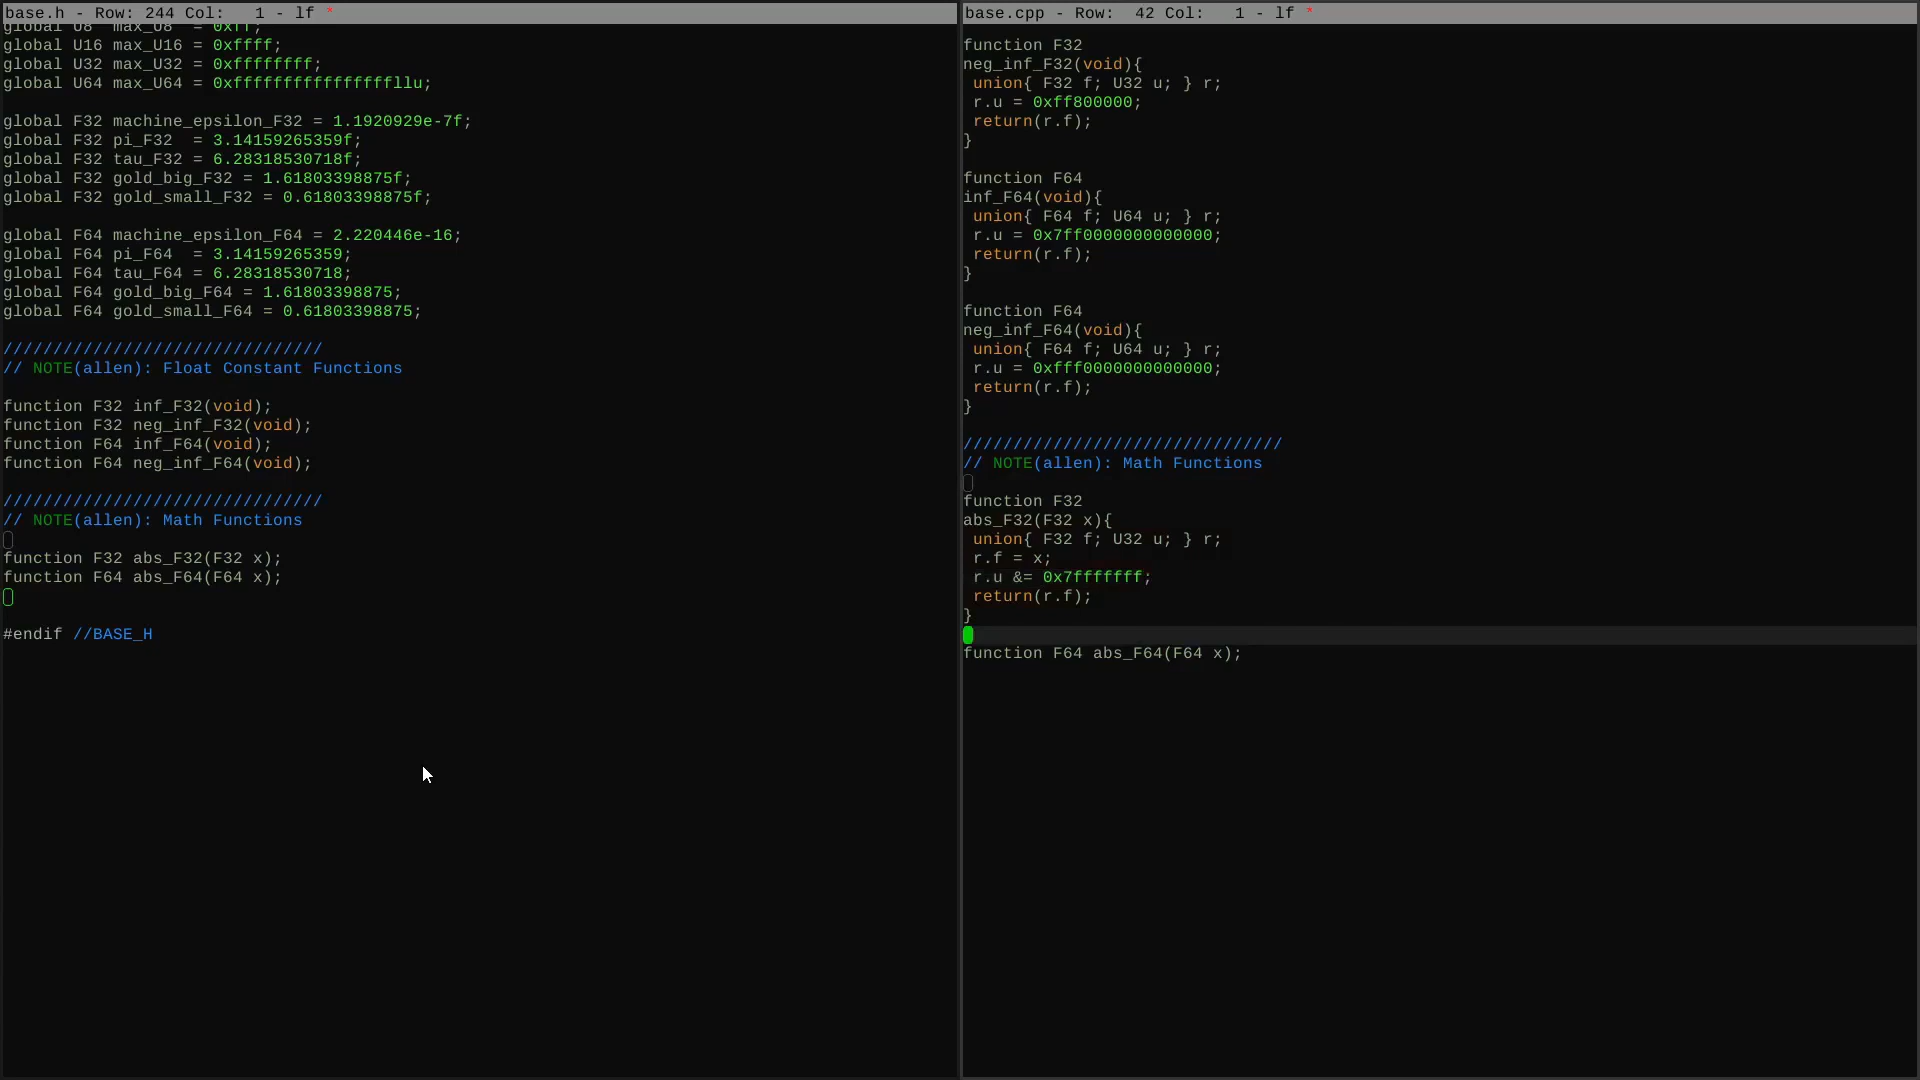 base.h - Row: 244 Col:   1 - lf *
global U8  max_U8  = 0xff;
global U16 max_U16 = 0xffff;
global U32 max_U32 = 0xffffffff;
global U64 max_U64 = 0xffffffffffffffffllu;
global F32 machine_epsilon_F32 = 1.1920929e-7f;
global F32 pi_F32  = 3.14159265359f;
global F32 tau_F32 = 6.28318530718f;
global F32 gold_big_F32 = 1.61803398875f;
global F32 gold_small_F32 = 0.61803398875f;
global F64 machine_epsilon_F64 = 2.220446e-16;
global F64 pi_F64  = 3.14159265359;
global F64 tau_F64 = 6.28318530718;
global F64 gold_big_F64 = 1.61803398875;
global F64 gold_small_F64 = 0.61803398875;
////////////////////////////////
// NOTE(allen): Float Constant Functions
function F32 inf_F32(void);
function F32 neg_inf_F32(void);
function F64 inf_F64(void);
function F64 neg_inf_F64(void);
////////////////////////////////
// NOTE(allen): Math Functions
function F32 abs_F32(F32 x);
function F64 abs_F64(F64 x);
#endif //BASE_H
base.cpp - Row:  42 Col:   1 - lf *
function F32
neg_inf_F32(void){
 union{ F32 f; U32 u; } r;
 r.u = 0xff800000;
 return(r.f);
}
function F64
inf_F64(void){
 union{ F64 f; U64 u; } r;
 r.u = 0x7ff0000000000000;
 return(r.f);
}
function F64
neg_inf_F64(void){
 union{ F64 f; U64 u; } r;
 r.u = 0xfff0000000000000;
 return(r.f);
}
////////////////////////////////
// NOTE(allen): Math Functions
function F32
abs_F32(F32 x){
 union{ F32 f; U32 u; } r;
 r.f = x;
 r.u &= 0x7fffffff;
 return(r.f);
}
function F64 abs_F64(F64 x);